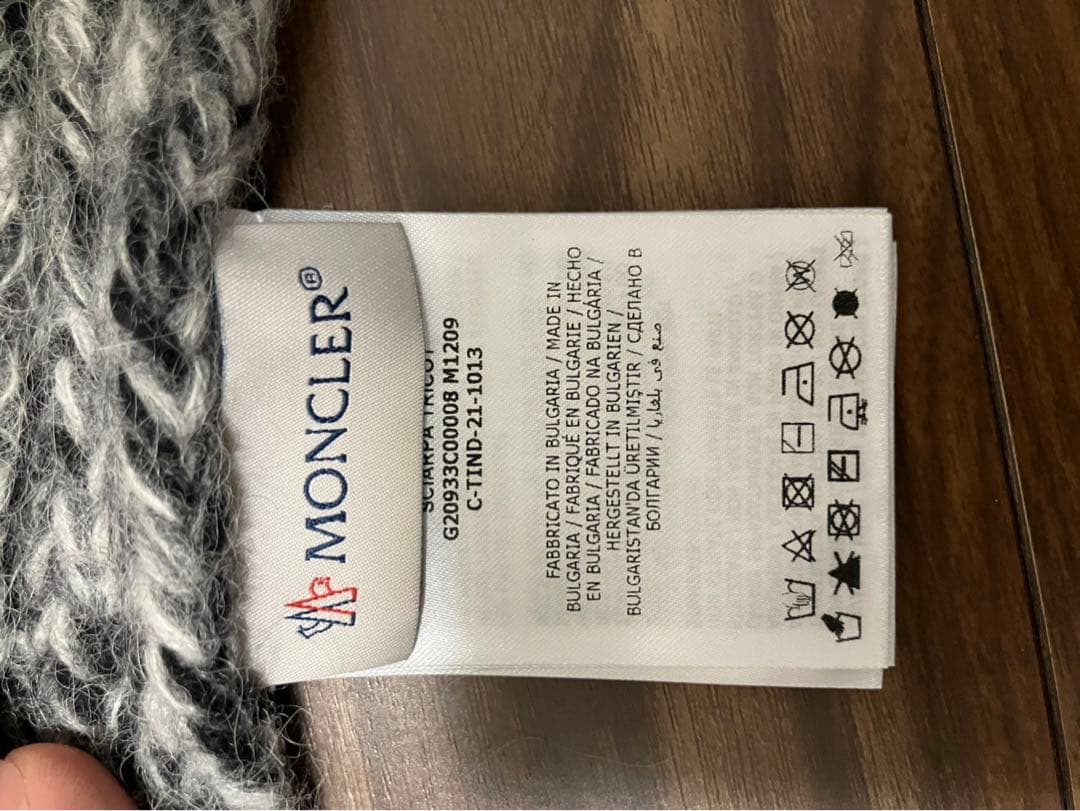 MONCLER®
SCIARPA TRICOT
G20933C00008 M1209
C-TIND-21-1013
FABBRICATO IN BULGARIA / MADE IN
BULGARIA / FABRIQUÉ EN BULGARIE / HECHO
EN BULGARIA / FABRICADO NA BULGÁRIA /
HERGESTELLT IN BULGARIEN /
BULGARISTAN'DA ÜRETILMIŞTIR / СДЕЛАНО В
БОЛГАРИИ / صنع في بلغاريا